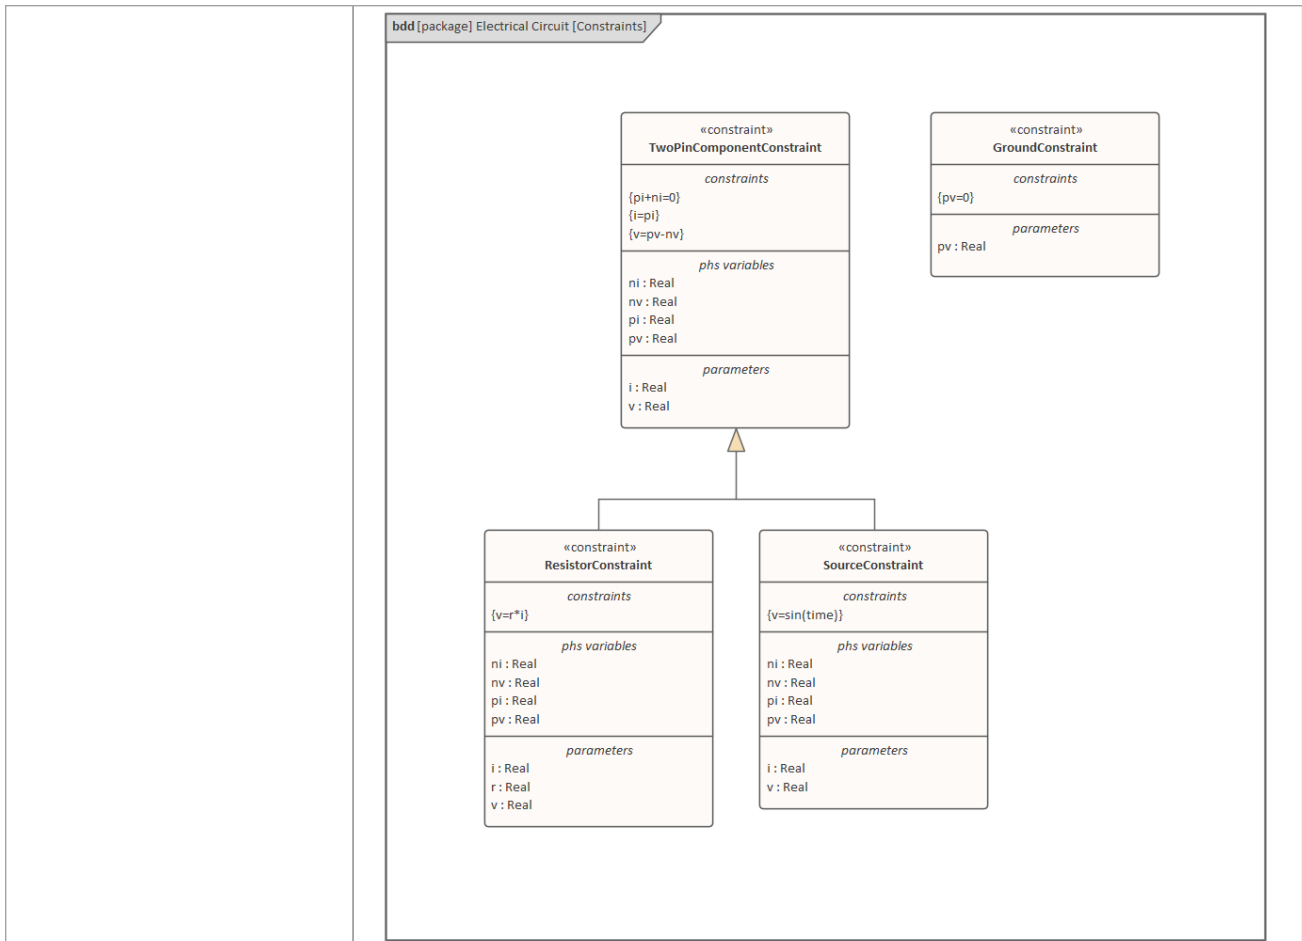 bdd [package] Electrical Circuit [Constraints]
«constraint»
TwoPinComponentConstraint
constraints
{pi+ni=0}
{i=pi}
{v=pv-nv}
phs variables
ni : Real
nv : Real
pi : Real
pv : Real
parameters
i : Real
v : Real
«constraint»
GroundConstraint
constraints
{pv=0}
parameters
pv : Real
«constraint»
ResistorConstraint
constraints
{v=r*i}
phs variables
ni : Real
nv : Real
pi : Real
pv : Real
parameters
i : Real
r : Real
v : Real
«constraint»
SourceConstraint
constraints
{v=sin(time)}
phs variables
ni : Real
nv : Real
pi : Real
pv : Real
parameters
i : Real
v : Real